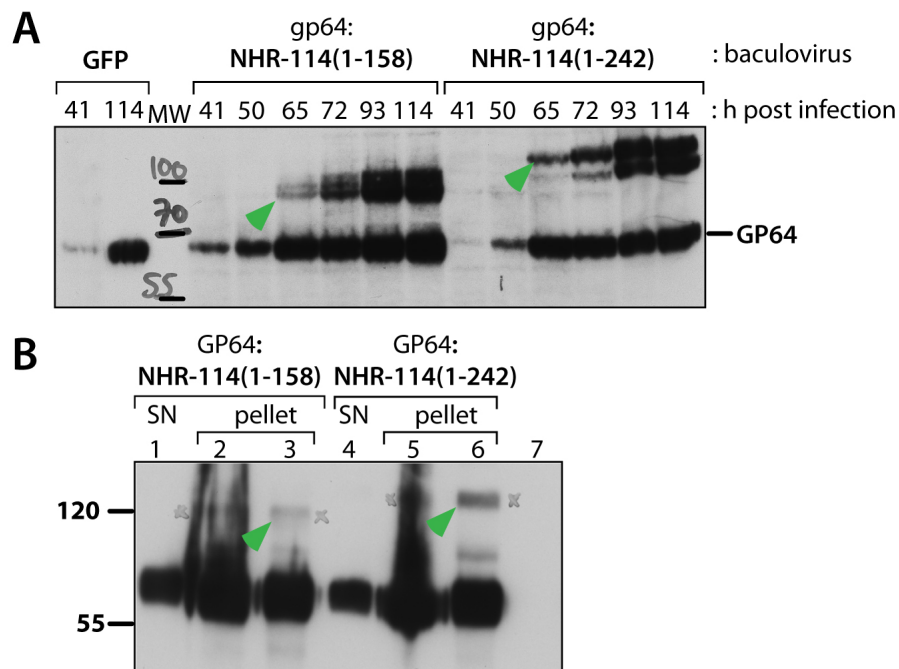 A
GFP
gp64:
NHR-114(1-158)
gp64:
NHR-114(1-242)
: baculovirus
41 114 MW 41 50 65 72 93 114 41 50 65 72 93 114 : h post infection
100
70
55
GP64
B
GP64:
NHR-114(1-158)
GP64:
NHR-114(1-242)
SN pellet SN pellet
1 2 3 4 5 6 7
120
55